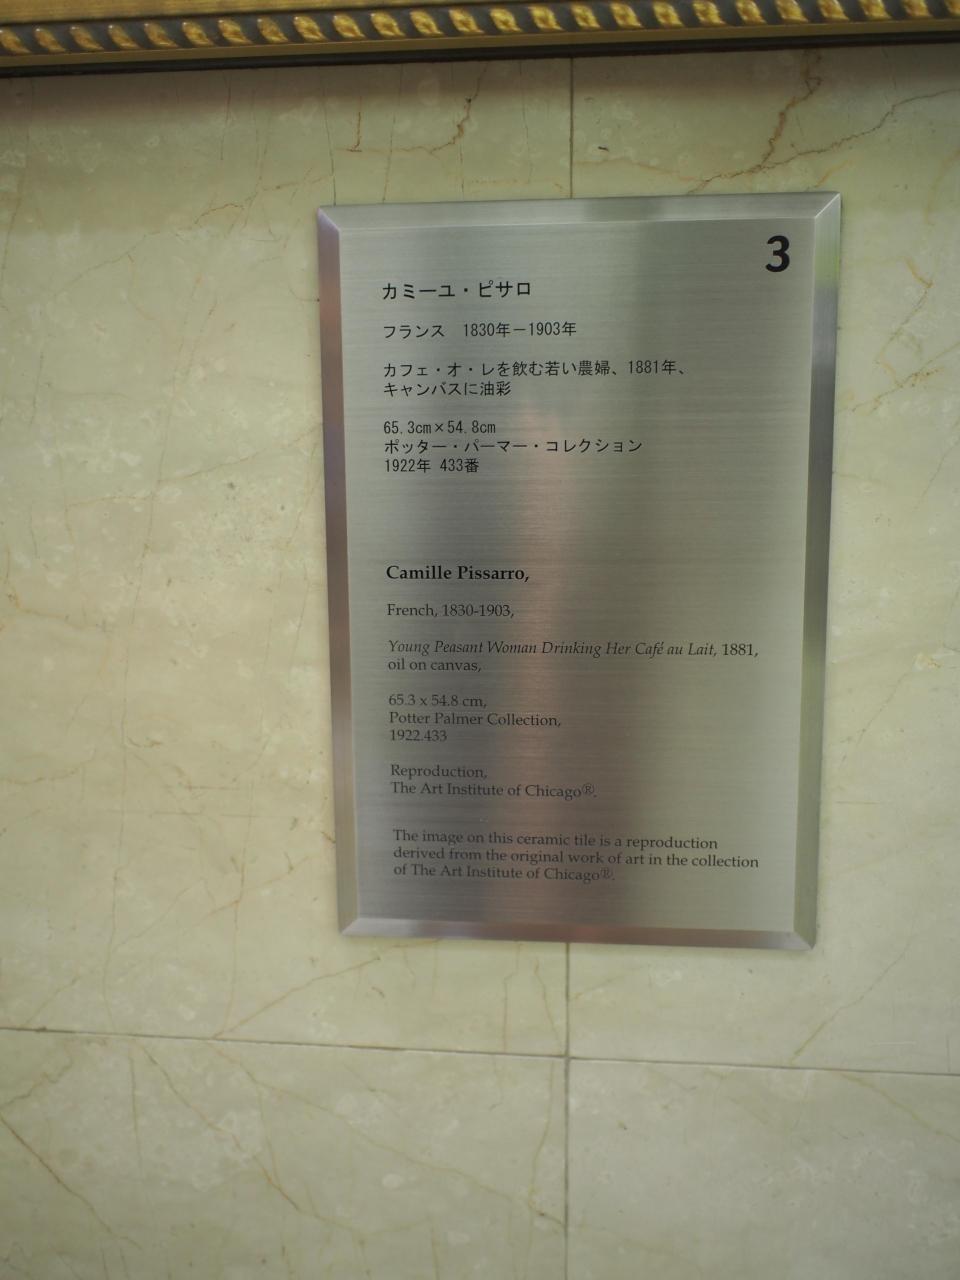 3
カミーユ・ピサロ
フランス　1830年－1903年
カフェ・オ・レを飲む若い農婦、1881年、
キャンバスに油彩
65.3cm×54.8cm
ポッター・パーマー・コレクション
1922年 433番
Camille Pissarro,
French, 1830-1903,
Young Peasant Woman Drinking Her Café au Lait, 1881,
oil on canvas,
65.3 x 54.8 cm,
Potter Palmer Collection,
1922.433
Reproduction,
The Art Institute of Chicago®.
The image on this ceramic tile is a reproduction
derived from the original work of art in the collection
of The Art Institute of Chicago®.